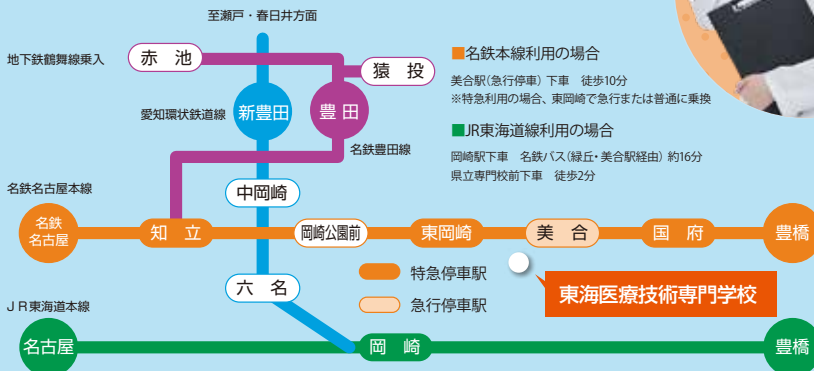 至瀬戸・春日井方面
地下鉄鶴舞線乗入
赤池
猿投
愛知環状鉄道線
新豊田
豊田
名鉄豊田線
■名鉄本線利用の場合
美合駅(急行停車)下車 徒歩10分
※特急利用の場合、東岡崎で急行または普通に乗換
■JR東海道線利用の場合
岡崎駅下車 名鉄バス(緑丘・美合駅経由)約16分
県立専門校前下車 徒歩2分
中岡崎
名鉄名古屋本線
名鉄
名古屋
知立
岡崎公園前
東岡崎
美合
国府
豊橋
特急停車駅
急行停車駅
東海医療技術専門学校
六名
JR東海道本線
名古屋
岡崎
豊橋